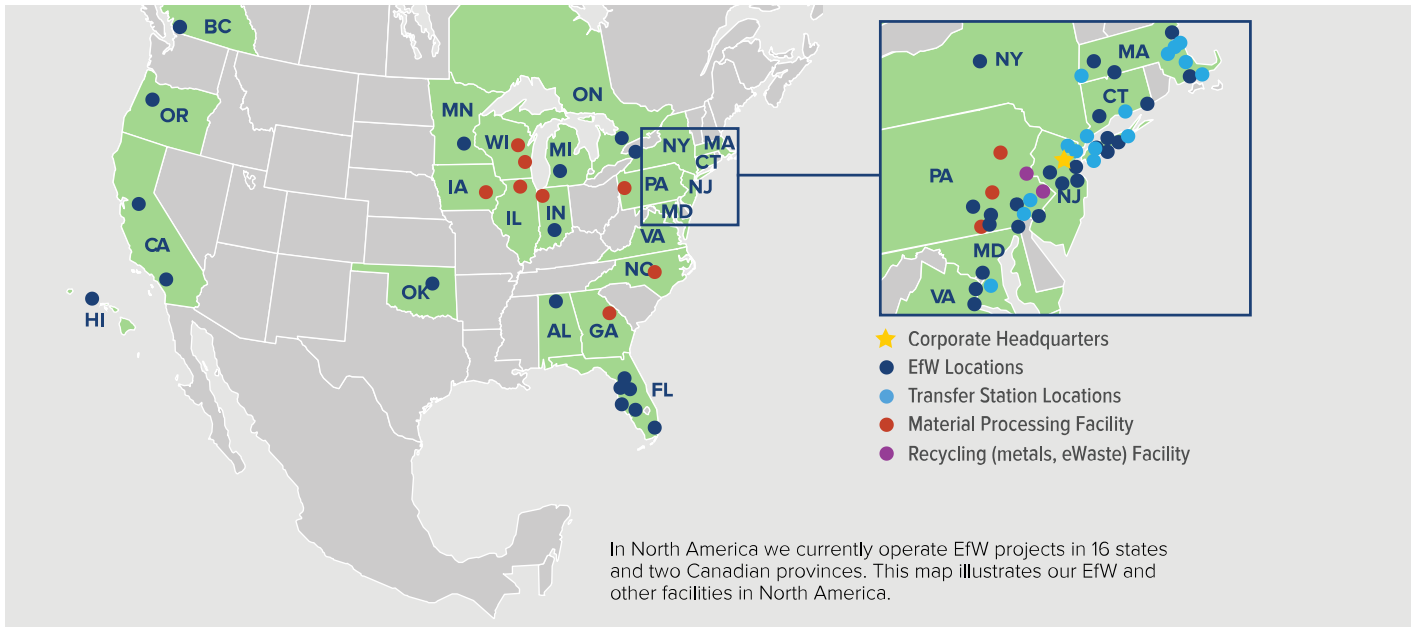 BC
OR
CA
HI
MN
WI
MI
ON
IA
IL
IN
OK
AL
GA
FL
NC
VA
MD
PA
NJ
NY
MA
CT
NY
MA
CT
PA
NJ
MD
VA
Corporate Headquarters
EfW Locations
Transfer Station Locations
Material Processing Facility
Recycling (metals, eWaste) Facility
In North America we currently operate EfW projects in 16 states
and two Canadian provinces. This map illustrates our EfW and
other facilities in North America.